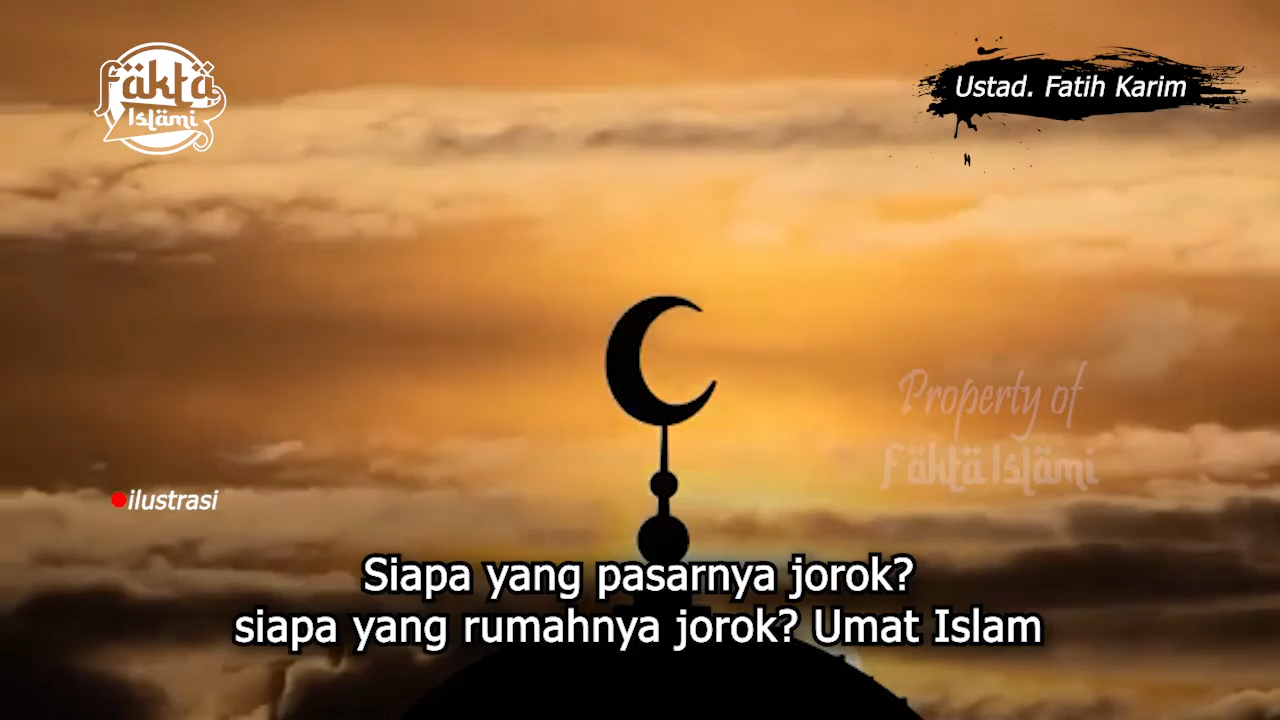 fäktä
Islämi
Ustad. Fatih Karim
Property of
Fäktä Islämi
ilustrasi
Siapa yang pasarnya jorok?
siapa yang rumahnya jorok? Umat Islam